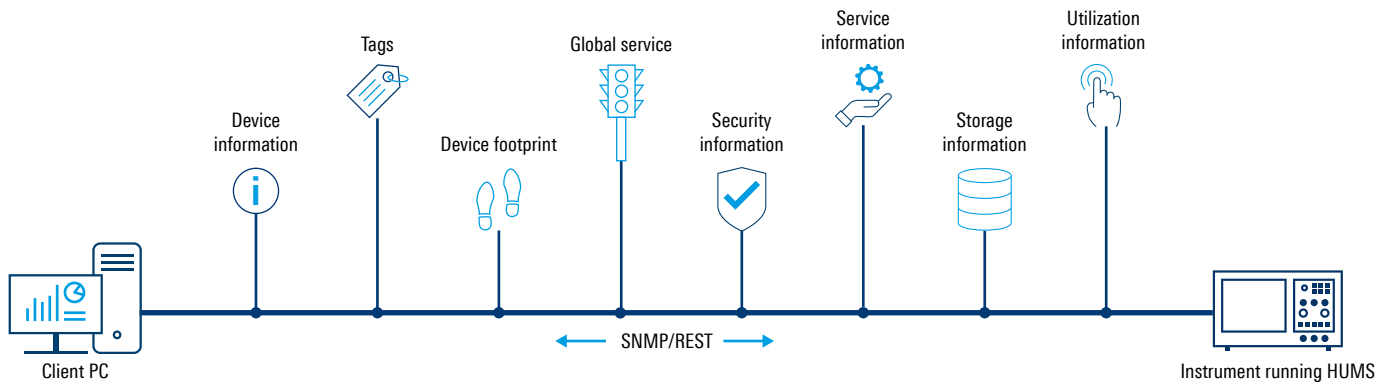 Device
information
Tags
Device footprint
Global service
Security
information
Service
information
Storage
information
Utilization
information
SNMP/REST
Client PC
Instrument running HUMS